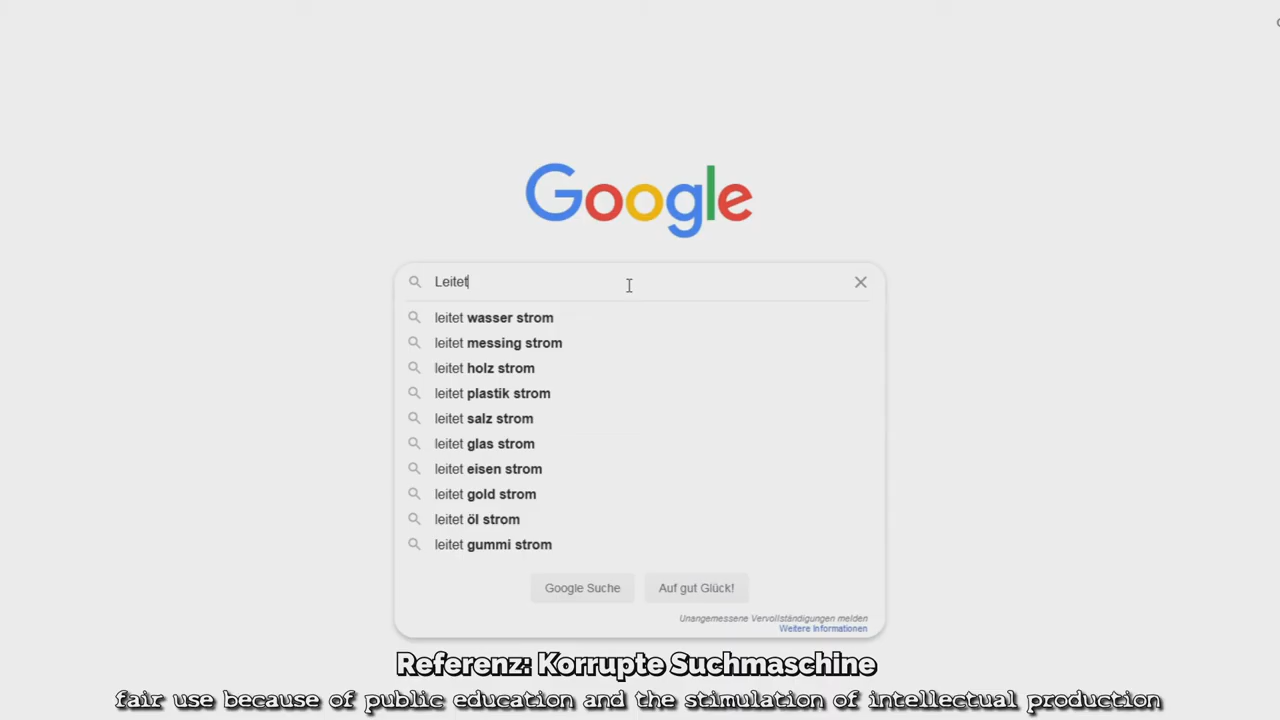 Google
Leitet
leitet wasser strom
leitet messing strom
leitet holz strom
leitet plastik strom
leitet salz strom
leitet glas strom
leitet eisen strom
leitet gold strom
leitet öl strom
leitet gummi strom
Google Suche
Auf gut Glück!
Unangemessene Vervollständigungen melden
Weitere Informationen
Referenz: Korrupte Suchmaschine
fair use because of public education and the stimulation of intellectual production